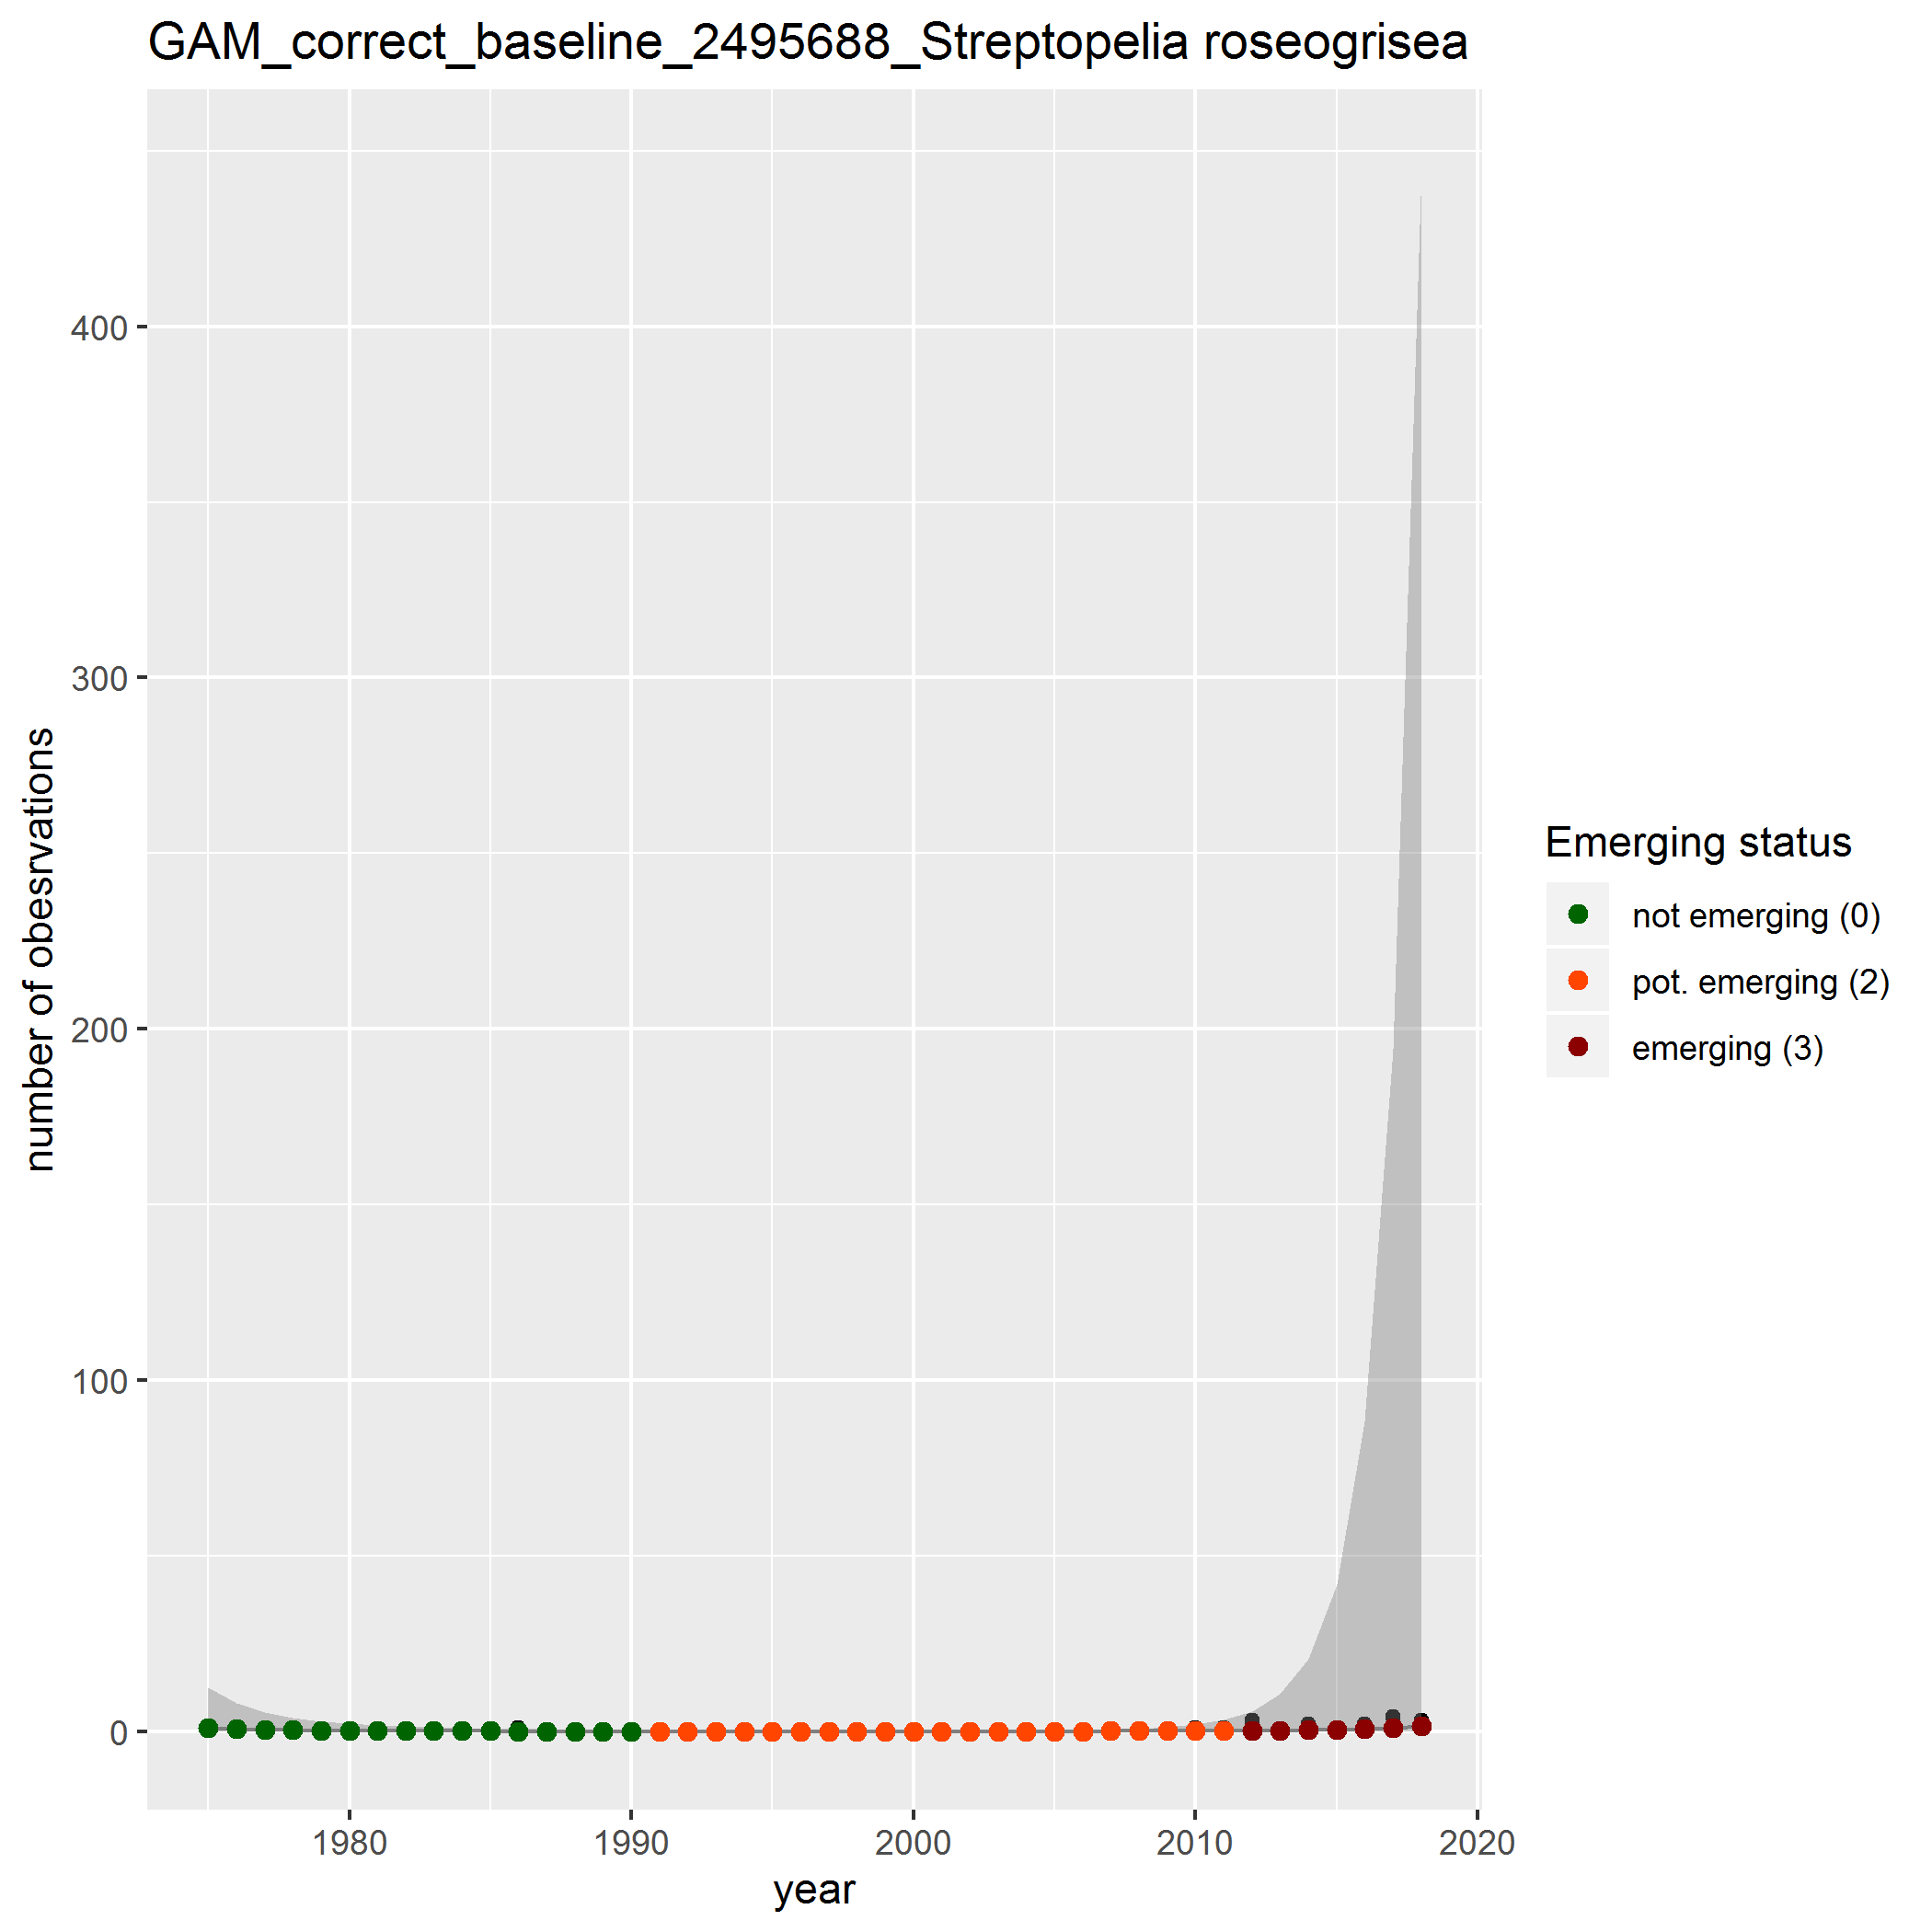 GAM_correct_baseline_2495688_Streptopelia roseogrisea
400
300
200
100
0
number of obesrvations
1980
1990
2000
2010
2020
year
Emerging status
not emerging (0)
pot. emerging (2)
emerging (3)